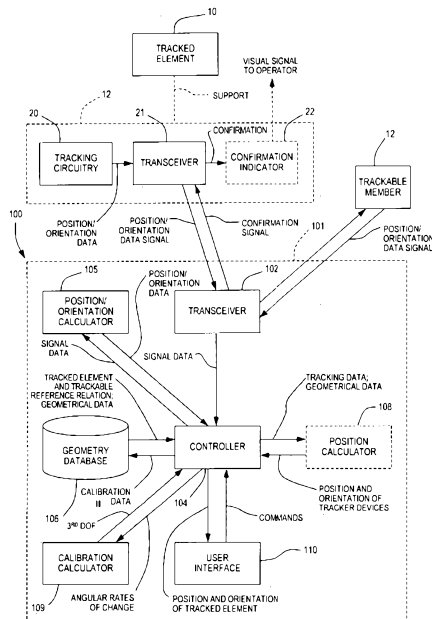 10
TRACKED
ELEMENT
VISUAL SIGNAL
TO OPERATOR
12
SUPPORT
20
21
CONFIRMATION
22
TRACKING
CIRCUITRY
TRANSCEIVER
CONFIRMATION
INDICATOR
12
TRACKABLE
MEMBER
POSITION/
ORIENTATION
DATA
POSITION/
ORIENTATION
DATA SIGNAL
CONFIRMATION
SIGNAL
101
POSITION/
ORIENTATION
DATA SIGNAL
100
105
POSITION/
ORIENTATION
DATA
102
POSITION/
ORIENTATION
CALCULATOR
TRANSCEIVER
SIGNAL
DATA
SIGNAL DATA
TRACKED ELEMENT
AND TRACKABLE
REFERENCE RELATION;
GEOMETRICAL DATA
TRACKING DATA;
GEOMETRICAL DATA
108
GEOMETRY
DATABASE
CONTROLLER
POSITION
CALCULATOR
106
CALIBRATION
DATA
104
3RD DOF
COMMANDS
POSITION AND
ORIENTATION OF
TRACKER DEVICES
CALIBRATION
CALCULATOR
USER
INTERFACE
110
109
ANGULAR RATES
OF CHANGE
POSITION AND ORIENTATION
OF TRACKED ELEMENT